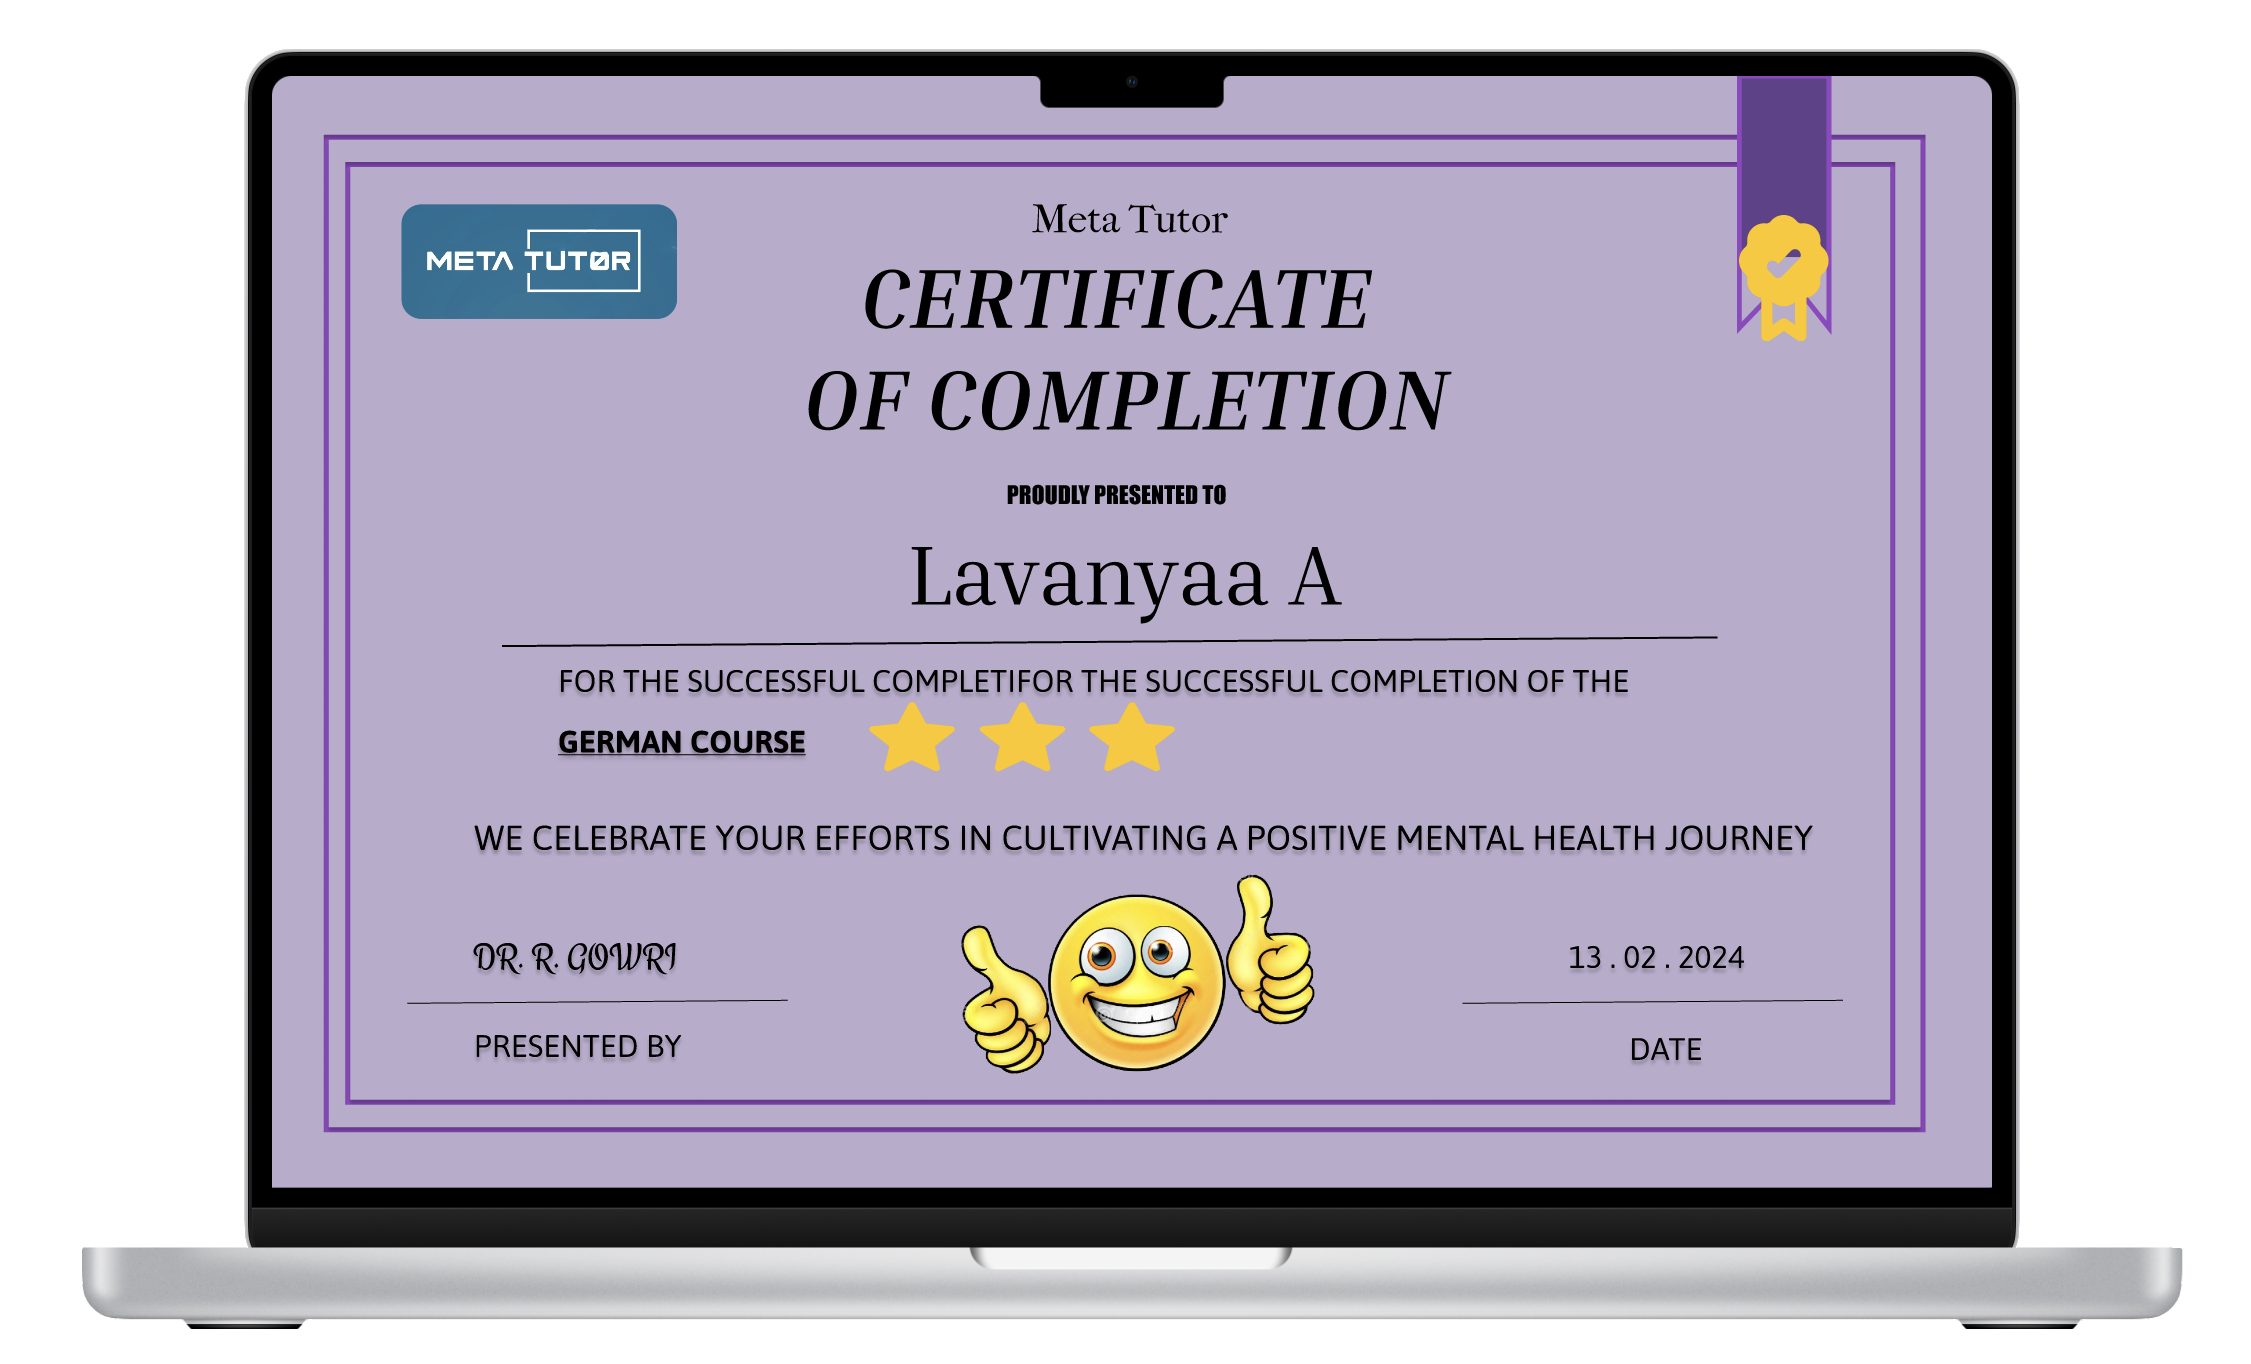 META TUTØR
Meta Tutor
CERTIFICATE
OF COMPLETION
PROUDLY PRESENTED TO
Lavanyaa A
FOR THE SUCCESSFUL COMPLETIFOR THE SUCCESSFUL COMPLETION OF THE
GERMAN COURSE
WE CELEBRATE YOUR EFFORTS IN CULTIVATING A POSITIVE MENTAL HEALTH JOURNEY
DR. R. GOWRI
13 . 02 . 2024
PRESENTED BY
DATE